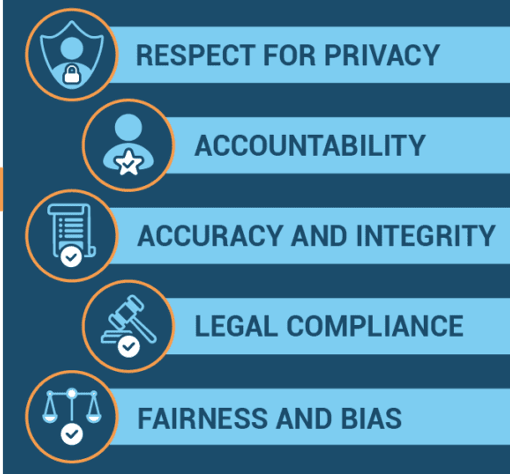 RESPECT FOR PRIVACY
ACCOUNTABILITY
ACCURACY AND INTEGRITY
LEGAL COMPLIANCE
FAIRNESS AND BIAS